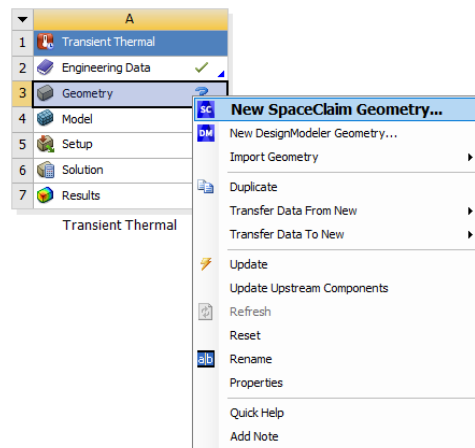 A
1 Transient Thermal
2 Engineering Data
3 Geometry
4 Model
5 Setup
6 Solution
7 Results
Transient Thermal
SC New SpaceClaim Geometry...
DM New DesignModeler Geometry...
Import Geometry
Duplicate
Transfer Data From New
Transfer Data To New
Update
Update Upstream Components
Refresh
Reset
a|b Rename
Properties
Quick Help
Add Note